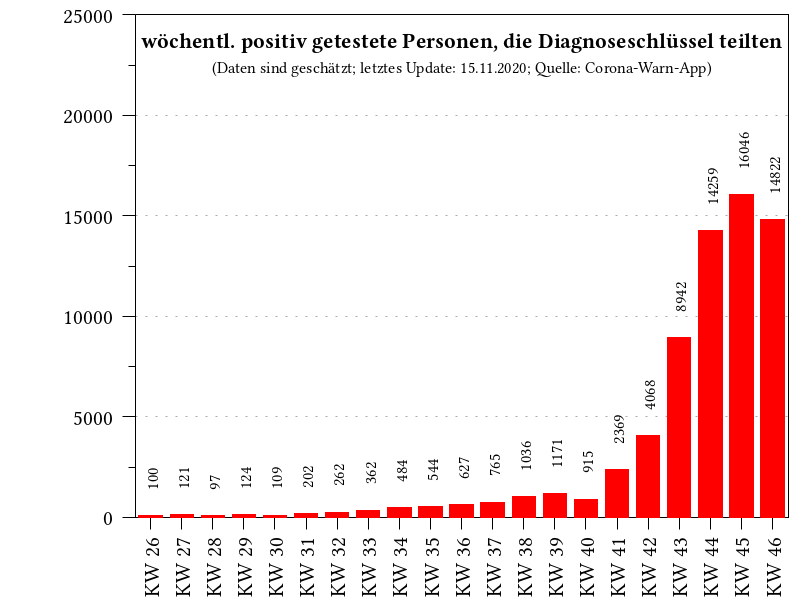 wöchentl. positiv getestete Personen, die Diagnoseschlüssel teilten
(Daten sind geschätzt; letztes Update: 15.11.2020; Quelle: Corona-Warn-App)
25000
20000
15000
10000
5000
0
100
121
97
124
109
202
262
362
484
544
627
765
1036
1171
915
2369
4068
8942
14259
16046
14822
KW 26
KW 27
KW 28
KW 29
KW 30
KW 31
KW 32
KW 33
KW 34
KW 35
KW 36
KW 37
KW 38
KW 39
KW 40
KW 41
KW 42
KW 43
KW 44
KW 45
KW 46